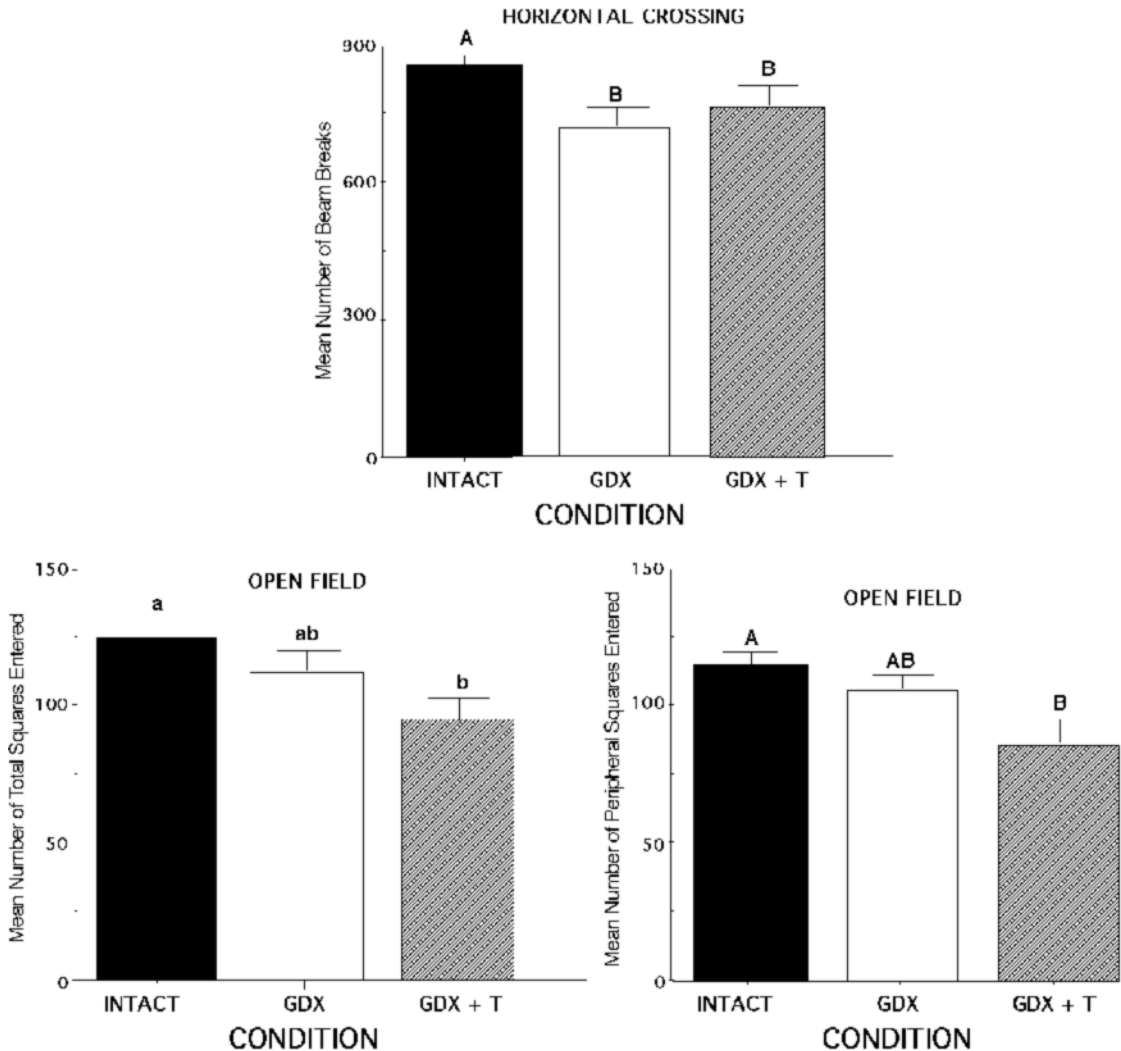 HORIZONTAL CROSSING
Mean Number of Beam Breaks
900
600
300
0
A
B
B
INTACT
GDX
GDX + T
CONDITION
OPEN FIELD
Mean Number of Total Squares Entered
150
100
50
0
a
ab
b
INTACT
GDX
GDX + T
CONDITION
OPEN FIELD
Mean Number of Peripheral Squares Entered
150
100
50
0
A
AB
B
INTACT
GDX
GDX + T
CONDITION